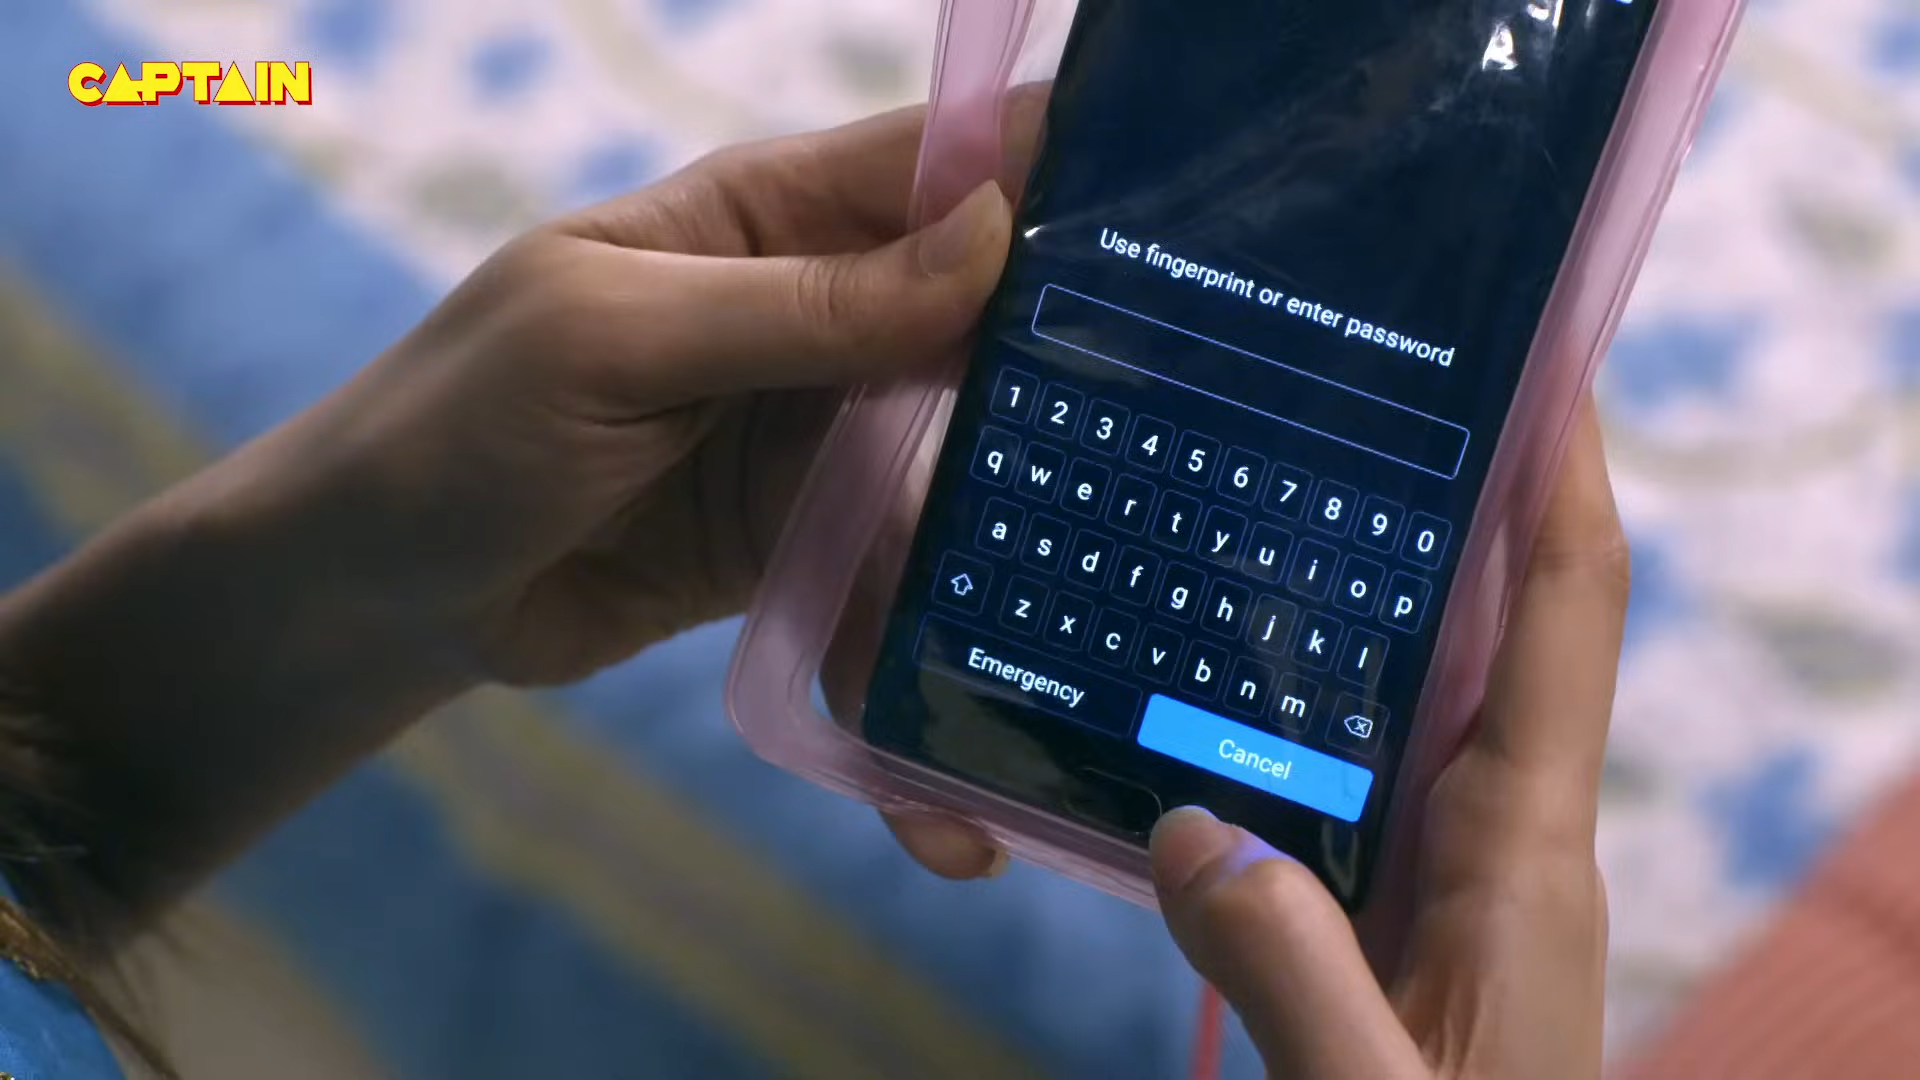 CAPTAIN
Use fingerprint or enter password
1 2 3 4 5 6 7 8 9 0
q w e r t y u i o p
a s d f g h j k l
z x c v b n m
Emergency
Cancel